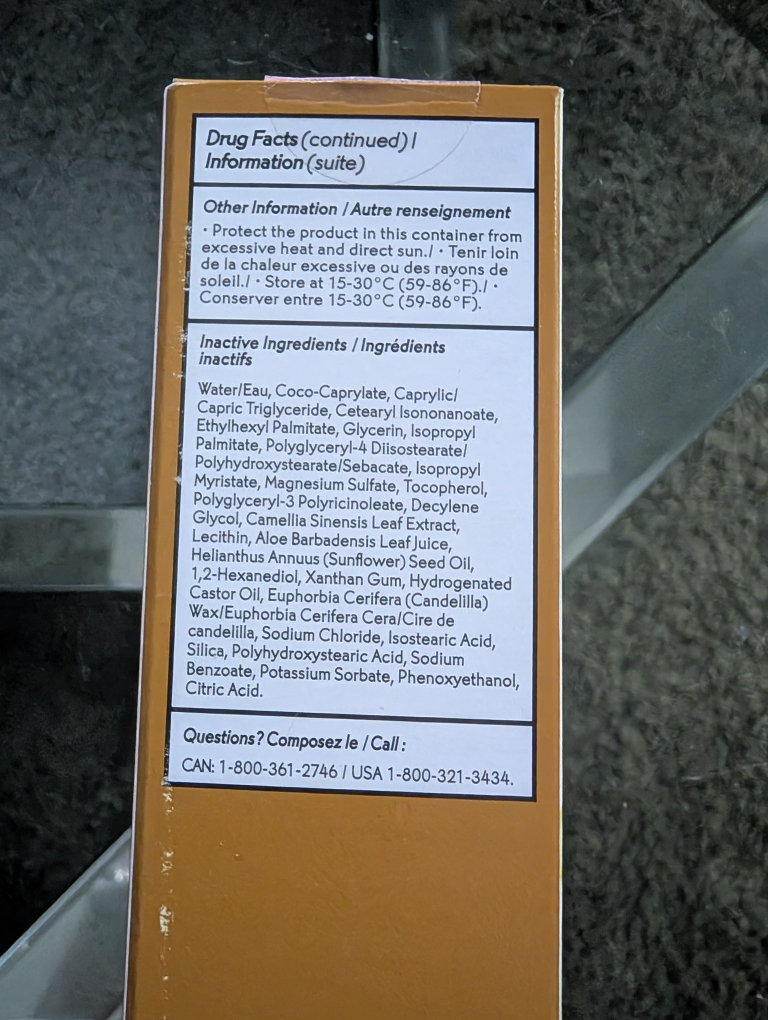 Drug Facts (continued) /
Information (suite)
Other Information / Autre renseignement
• Protect the product in this container from
excessive heat and direct sun./ • Tenir loin
de la chaleur excessive ou des rayons de
soleil./ • Store at 15-30°C (59-86°F)./ •
Conserver entre 15-30°C (59-86°F).
Inactive Ingredients / Ingrédients
inactifs
Water/Eau, Coco-Caprylate, Caprylic/
Capric Triglyceride, Cetearyl Isononanoate,
Ethylhexyl Palmitate, Glycerin, Isopropyl
Palmitate, Polyglyceryl-4 Diisostearate/
Polyhydroxystearate/Sebacate, Isopropyl
Myristate, Magnesium Sulfate, Tocopherol,
Polyglyceryl-3 Polyricinoleate, Decylene
Glycol, Camellia Sinensis Leaf Extract,
Lecithin, Aloe Barbadensis Leaf Juice,
Helianthus Annuus (Sunflower) Seed Oil,
1,2-Hexanediol, Xanthan Gum, Hydrogenated
Castor Oil, Euphorbia Cerifera (Candelilla)
Wax/Euphorbia Cerifera Cera/Cire de
candelilla, Sodium Chloride, Isostearic Acid,
Silica, Polyhydroxystearic Acid, Sodium
Benzoate, Potassium Sorbate, Phenoxyethanol,
Citric Acid.
Questions? Composez le / Call :
CAN: 1-800-361-2746 / USA 1-800-321-3434.